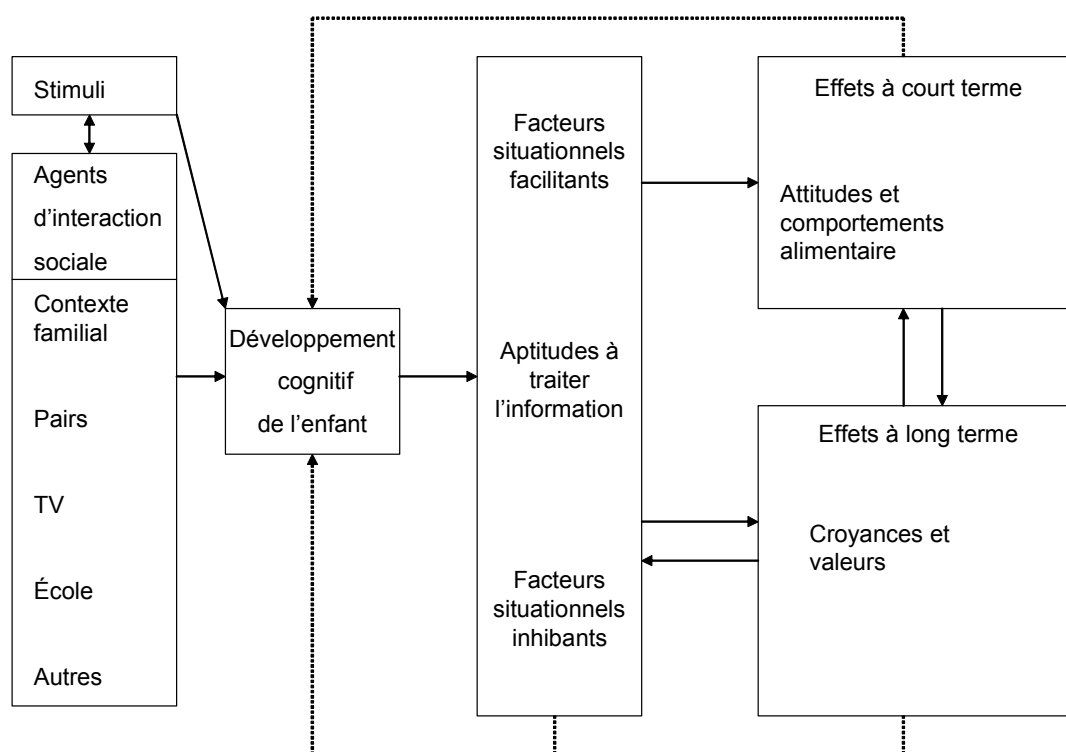 Stimuli
Agents
d’interaction
sociale
Contexte
familial
Pairs
TV
École
Autres
Développement
cognitif
de l’enfant
Facteurs
situationnels
facilitants
Aptitudes à
traiter
l’information
Facteurs
situationnels
inhibants
Effets à court terme
Attitudes et
comportements
alimentaire
Effets à long terme
Croyances et
valeurs